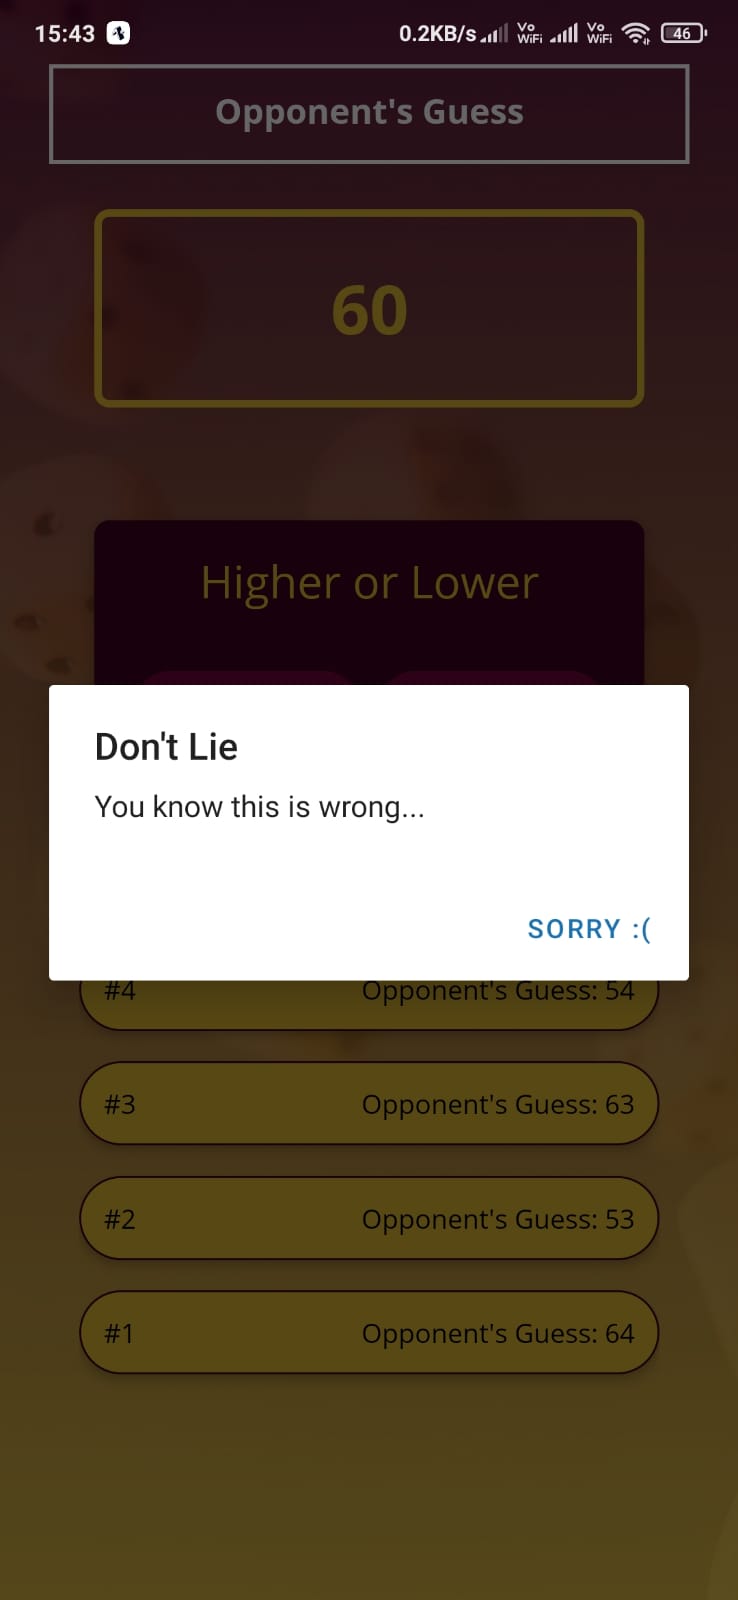 15:43
0.2KB/s
Vo
WiFi
Vo
WiFi
46
Opponent's Guess
60
Higher or Lower
Don't Lie
You know this is wrong...
SORRY :(
#4 Opponent's Guess: 54
#3 Opponent's Guess: 63
#2 Opponent's Guess: 53
#1 Opponent's Guess: 64